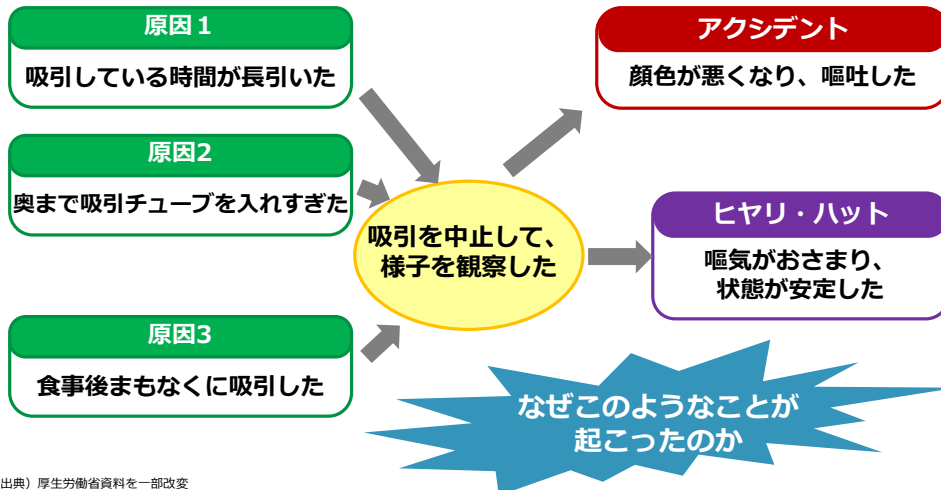 原因１
吸引している時間が長引いた
原因2
奥まで吸引チューブを入れすぎた
原因3
食事後まもなくに吸引した
吸引を中止して、
様子を観察した
アクシデント
顔色が悪くなり、嘔吐した
ヒヤリ・ハット
嘔気がおさまり、
状態が安定した
なぜこのようなことが
起こったのか
出典）厚生労働省資料を一部改変